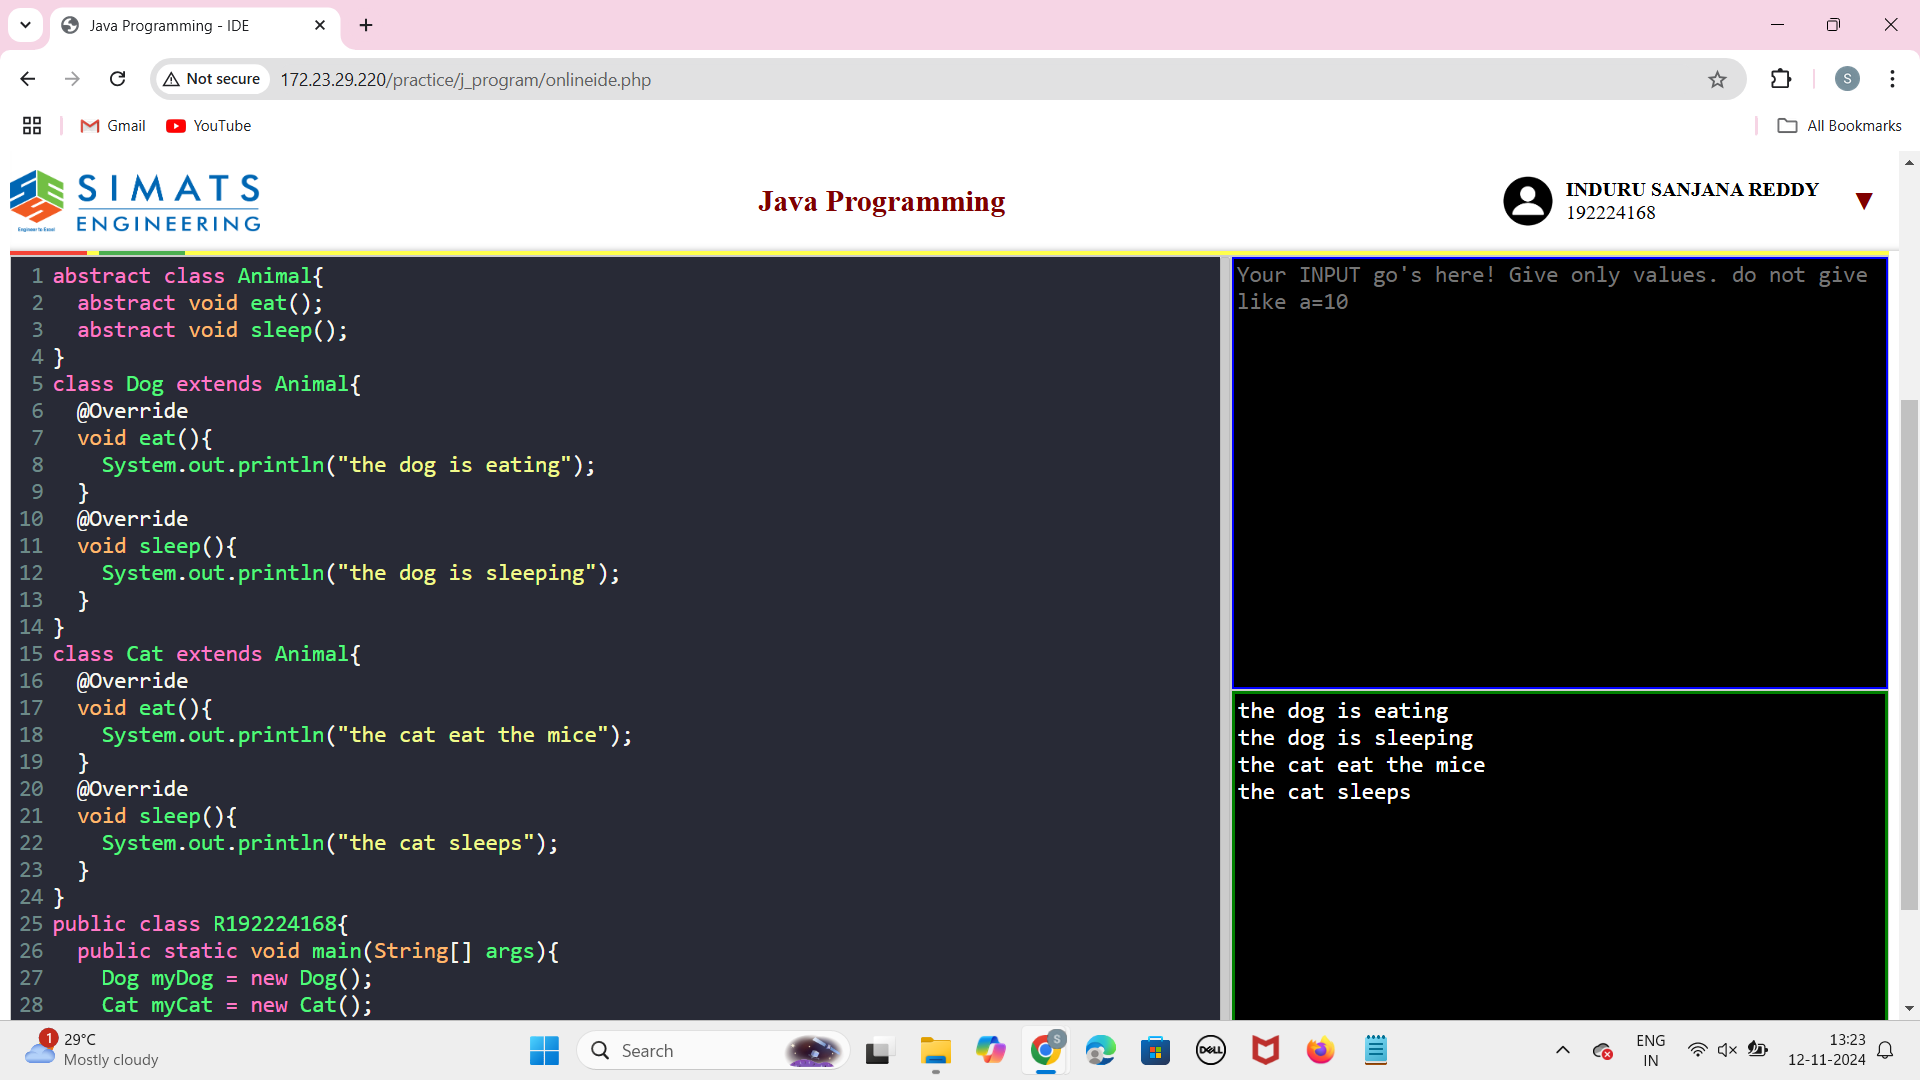 Java Programming - IDE
Not secure
172.23.29.220/practice/j_program/onlineide.php
S
Gmail
YouTube
All Bookmarks
SIMATS
ENGINEERING
Engineer to Excel
Java Programming
INDURU SANJANA REDDY
192224168
1 abstract class Animal{
2   abstract void eat();
3   abstract void sleep();
4 }
5 class Dog extends Animal{
6   @Override
7   void eat(){
8     System.out.println("the dog is eating");
9   }
10   @Override
11   void sleep(){
12     System.out.println("the dog is sleeping");
13   }
14 }
15 class Cat extends Animal{
16   @Override
17   void eat(){
18     System.out.println("the cat eat the mice");
19   }
20   @Override
21   void sleep(){
22     System.out.println("the cat sleeps");
23   }
24 }
25 public class R192224168{
26   public static void main(String[] args){
27     Dog myDog = new Dog();
28     Cat myCat = new Cat();
Your INPUT go's here! Give only values. do not give
like a=10
the dog is eating
the dog is sleeping
the cat eat the mice
the cat sleeps
1
29°C
Mostly cloudy
Search
S
DELL
ENG
IN
13:23
12-11-2024